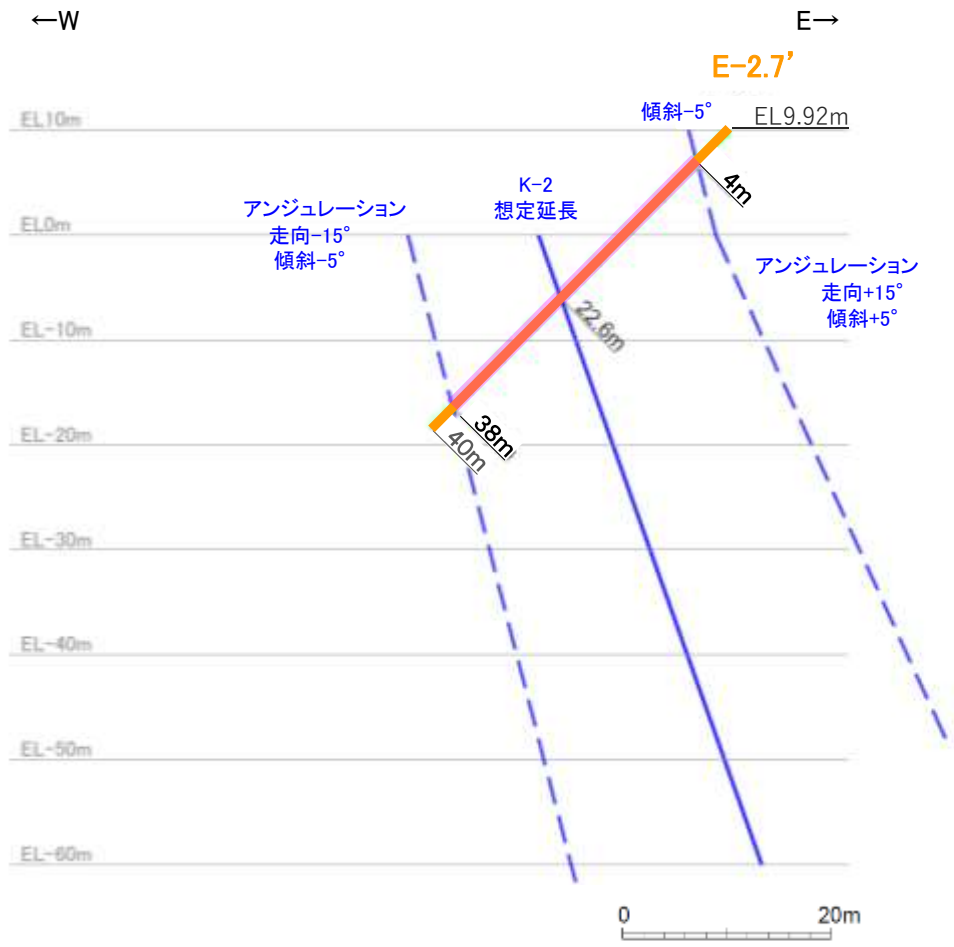 ←W
E→
E-2.7’
傾斜-5°
EL9.92m
EL10m
4m
K-2
想定延長
アンジュレーション
走向-15°
傾斜-5°
EL0m
アンジュレーション
走向+15°
傾斜+5°
22.6m
EL-10m
38m
40m
EL-20m
EL-30m
EL-40m
EL-50m
EL-60m
0
20m